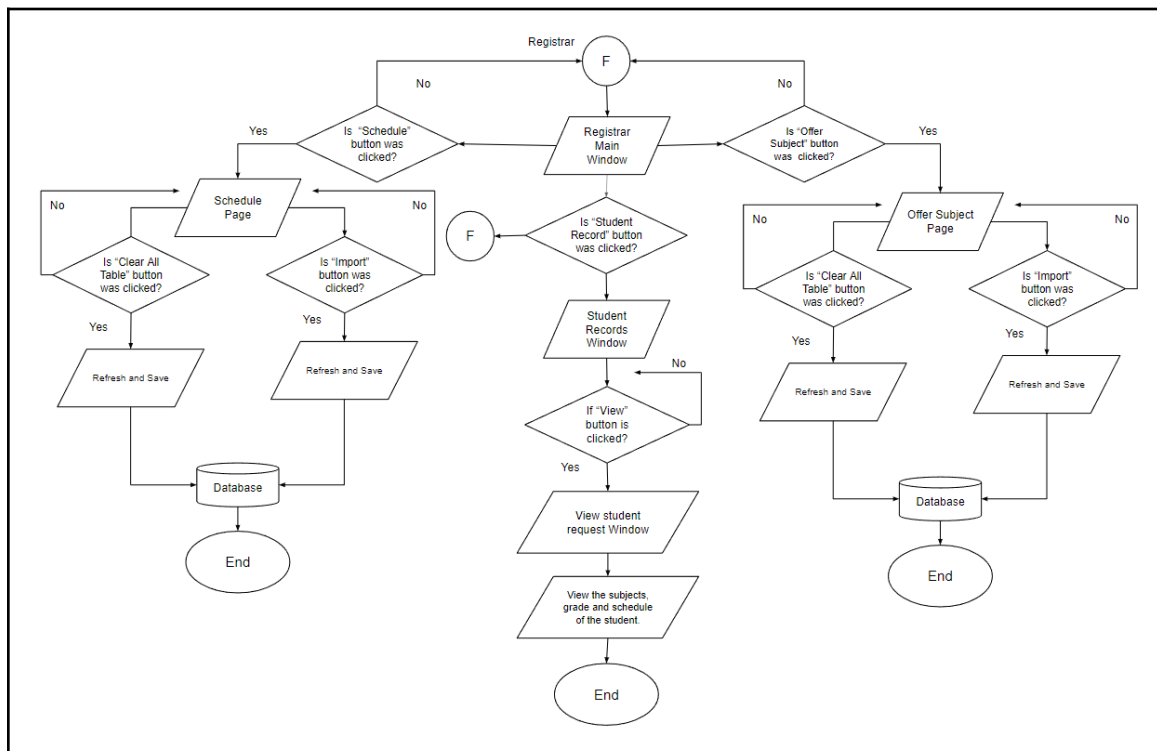 Registrar
F
No
No
Is “Schedule”
button was
clicked?
Yes
Registrar
Main
Window
Is “Offer
Subject” button
was clicked?
Yes
No
Schedule
Page
No
F
Is “Student
Record” button
was clicked?
No
Offer Subject
Page
No
Is “Clear All
Table” button
was clicked?
Is “Import”
button was
clicked?
Is “Clear All
Table” button
was clicked?
Is “Import”
button was
clicked?
Yes
Yes
Student
Records
Window
Yes
Yes
Refresh and Save
Refresh and Save
No
Refresh and Save
Refresh and Save
If “View”
button is
clicked?
Yes
Database
View student
request Window
Database
End
View the subjects,
grade and schedule
of the student.
End
End